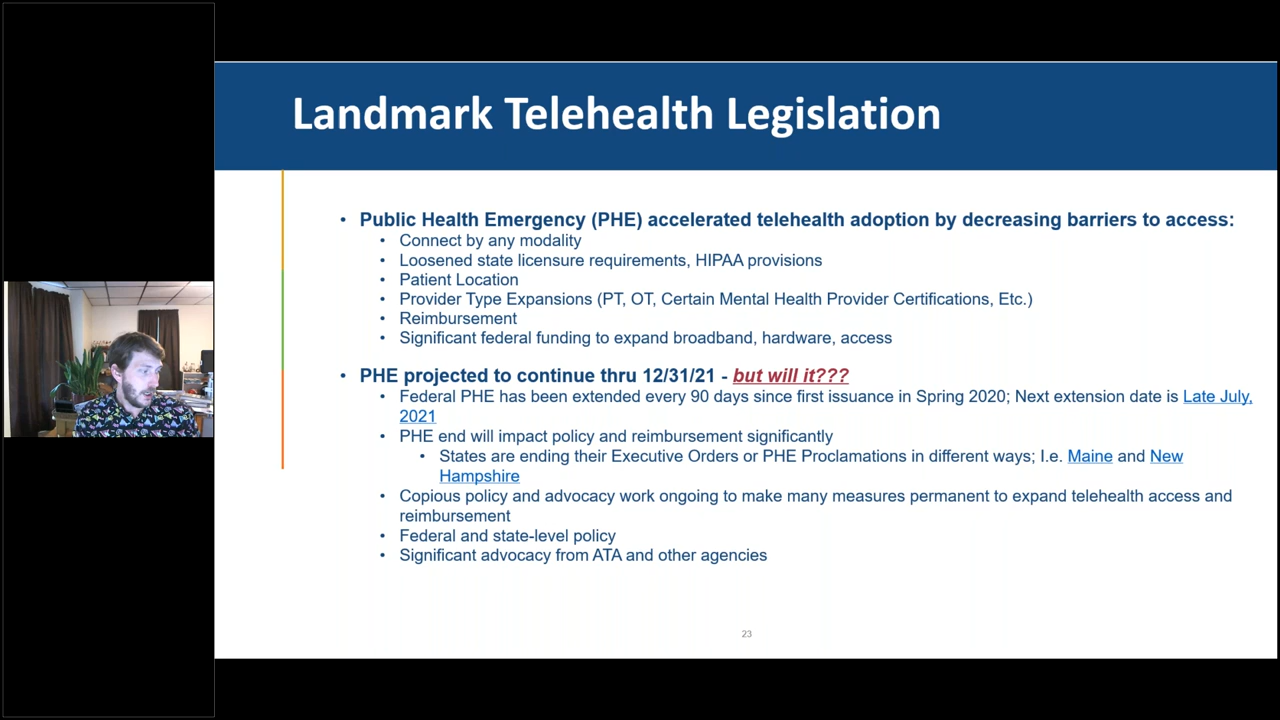 Landmark Telehealth Legislation
• Public Health Emergency (PHE) accelerated telehealth adoption by decreasing barriers to access:
• Connect by any modality
• Loosened state licensure requirements, HIPAA provisions
• Patient Location
• Provider Type Expansions (PT, OT, Certain Mental Health Provider Certifications, Etc.)
• Reimbursement
• Significant federal funding to expand broadband, hardware, access
• PHE projected to continue thru 12/31/21 - but will it???
• Federal PHE has been extended every 90 days since first issuance in Spring 2020; Next extension date is Late July,
2021
• PHE end will impact policy and reimbursement significantly
• States are ending their Executive Orders or PHE Proclamations in different ways; I.e. Maine and New
Hampshire
• Copious policy and advocacy work ongoing to make many measures permanent to expand telehealth access and
reimbursement
• Federal and state-level policy
• Significant advocacy from ATA and other agencies
23